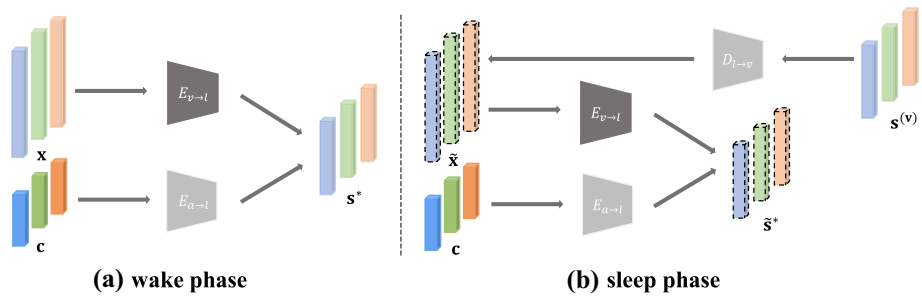 x
c
E_{v→l}
E_{a→l}
s*
(a) wake phase
x̃
c
D_{l→v}
E_{v→l}
E_{a→l}
s^{(v)}
s̃*
(b) sleep phase